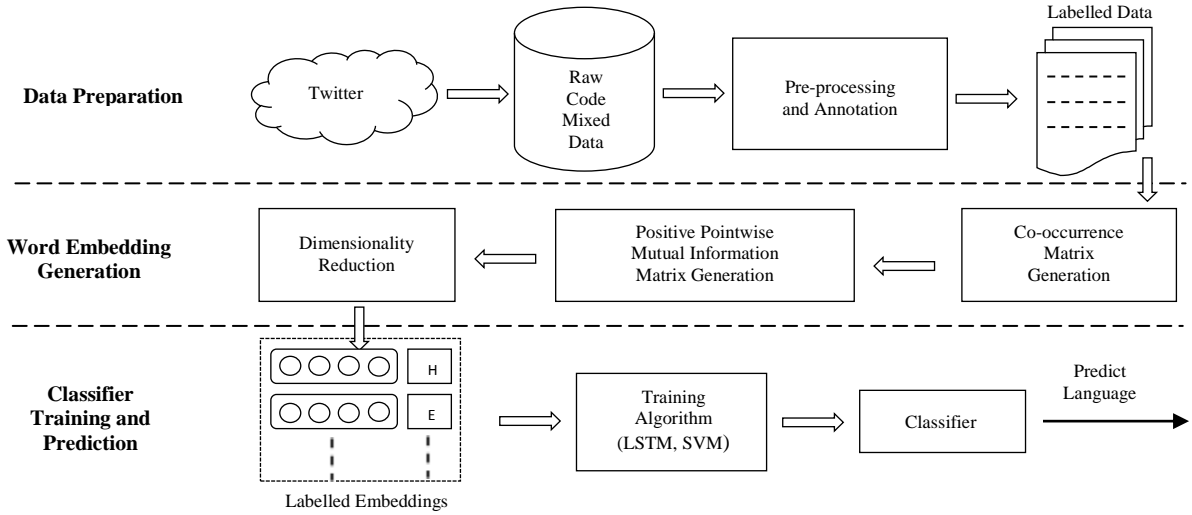 Labelled Data
Data Preparation
Twitter
Raw
Code
Mixed
Data
Pre-processing
and Annotation
Word Embedding
Generation
Dimensionality
Reduction
Positive Pointwise
Mutual Information
Matrix Generation
Co-occurrence
Matrix
Generation
Classifier
Training and
Prediction
H
E
Labelled Embeddings
Training
Algorithm
(LSTM, SVM)
Classifier
Predict
Language